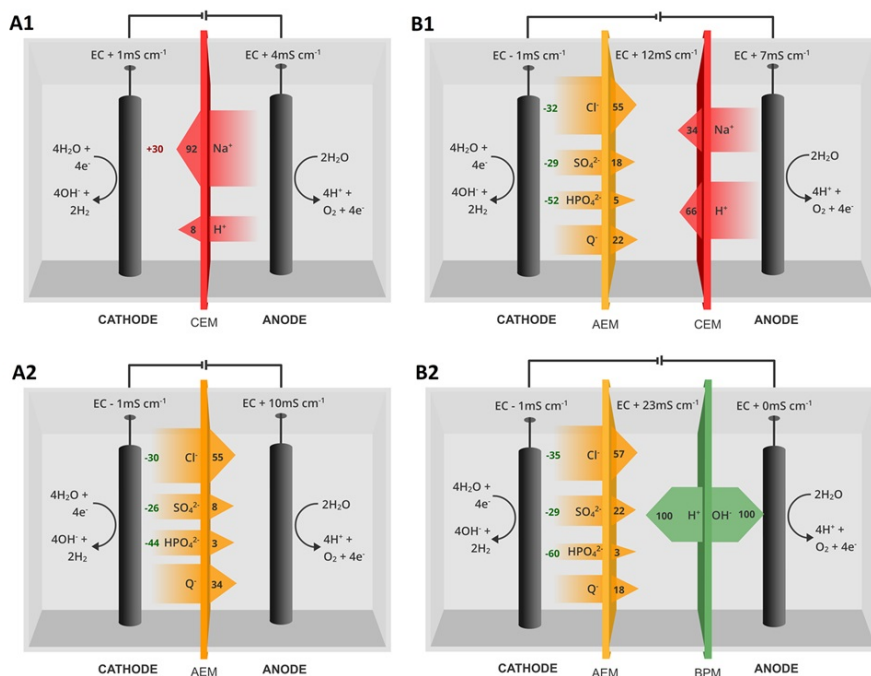 A1
EC + 1mS cm⁻¹
EC + 4mS cm⁻¹
4H₂O +
4e⁻
4OH⁻ +
2H₂
+30
92 Na⁺
8 H⁺
2H₂O
4H⁺ +
O₂ + 4e⁻
CATHODE
CEM
ANODE
B1
EC - 1mS cm⁻¹
EC + 12mS cm⁻¹
EC + 7mS cm⁻¹
4H₂O +
4e⁻
4OH⁻ +
2H₂
-32 Cl⁻ 55
-29 SO₄²⁻ 18
-52 HPO₄²⁻ 5
Q⁻ 22
34 Na⁺
66 H⁺
2H₂O
4H⁺ +
O₂ + 4e⁻
CATHODE
AEM
CEM
ANODE
A2
EC - 1mS cm⁻¹
EC + 10mS cm⁻¹
4H₂O +
4e⁻
4OH⁻ +
2H₂
-30 Cl⁻ 55
-26 SO₄²⁻ 8
-44 HPO₄²⁻ 3
Q⁻ 34
2H₂O
4H⁺ +
O₂ + 4e⁻
CATHODE
AEM
ANODE
B2
EC - 1mS cm⁻¹
EC + 23mS cm⁻¹
EC + 0mS cm⁻¹
4H₂O +
4e⁻
4OH⁻ +
2H₂
-35 Cl⁻ 57
-29 SO₄²⁻ 22
-60 HPO₄²⁻ 3
Q⁻ 18
100 H⁺ OH⁻ 100
2H₂O
4H⁺ +
O₂ + 4e⁻
CATHODE
AEM
BPM
ANODE